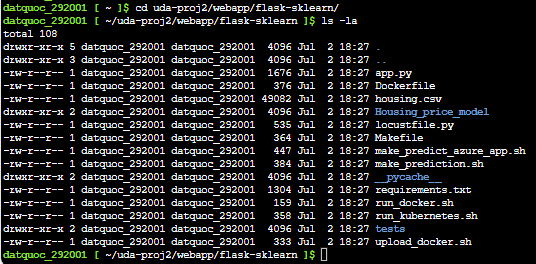 datquoc_292001 [ ~ ]$ cd uda-proj2/webapp/flask-sklearn/
datquoc_292001 [ ~/uda-proj2/webapp/flask-sklearn ]$ ls -la
total 108
drwxr-xr-x 5 datquoc_292001 datquoc_292001  4096 Jul  2 18:27 .
drwxr-xr-x 3 datquoc_292001 datquoc_292001  4096 Jul  2 18:27 ..
-rw-r--r-- 1 datquoc_292001 datquoc_292001  1676 Jul  2 18:27 app.py
-rw-r--r-- 1 datquoc_292001 datquoc_292001   376 Jul  2 18:27 Dockerfile
-rw-r--r-- 1 datquoc_292001 datquoc_292001 49082 Jul  2 18:27 housing.csv
drwxr-xr-x 2 datquoc_292001 datquoc_292001  4096 Jul  2 18:27 Housing_price_model
-rw-r--r-- 1 datquoc_292001 datquoc_292001   535 Jul  2 18:27 locustfile.py
-rw-r--r-- 1 datquoc_292001 datquoc_292001   364 Jul  2 18:27 Makefile
-rw-r--r-- 1 datquoc_292001 datquoc_292001   447 Jul  2 18:27 make_predict_azure_app.sh
-rw-r--r-- 1 datquoc_292001 datquoc_292001   384 Jul  2 18:27 make_prediction.sh
drwxr-xr-x 2 datquoc_292001 datquoc_292001  4096 Jul  2 18:27 __pycache__
-rw-r--r-- 1 datquoc_292001 datquoc_292001  1304 Jul  2 18:27 requirements.txt
-rw-r--r-- 1 datquoc_292001 datquoc_292001   159 Jul  2 18:27 run_docker.sh
-rw-r--r-- 1 datquoc_292001 datquoc_292001   358 Jul  2 18:27 run_kubernetes.sh
drwxr-xr-x 2 datquoc_292001 datquoc_292001  4096 Jul  2 18:27 tests
-rw-r--r-- 1 datquoc_292001 datquoc_292001   333 Jul  2 18:27 upload_docker.sh
datquoc_292001 [ ~/uda-proj2/webapp/flask-sklearn ]$